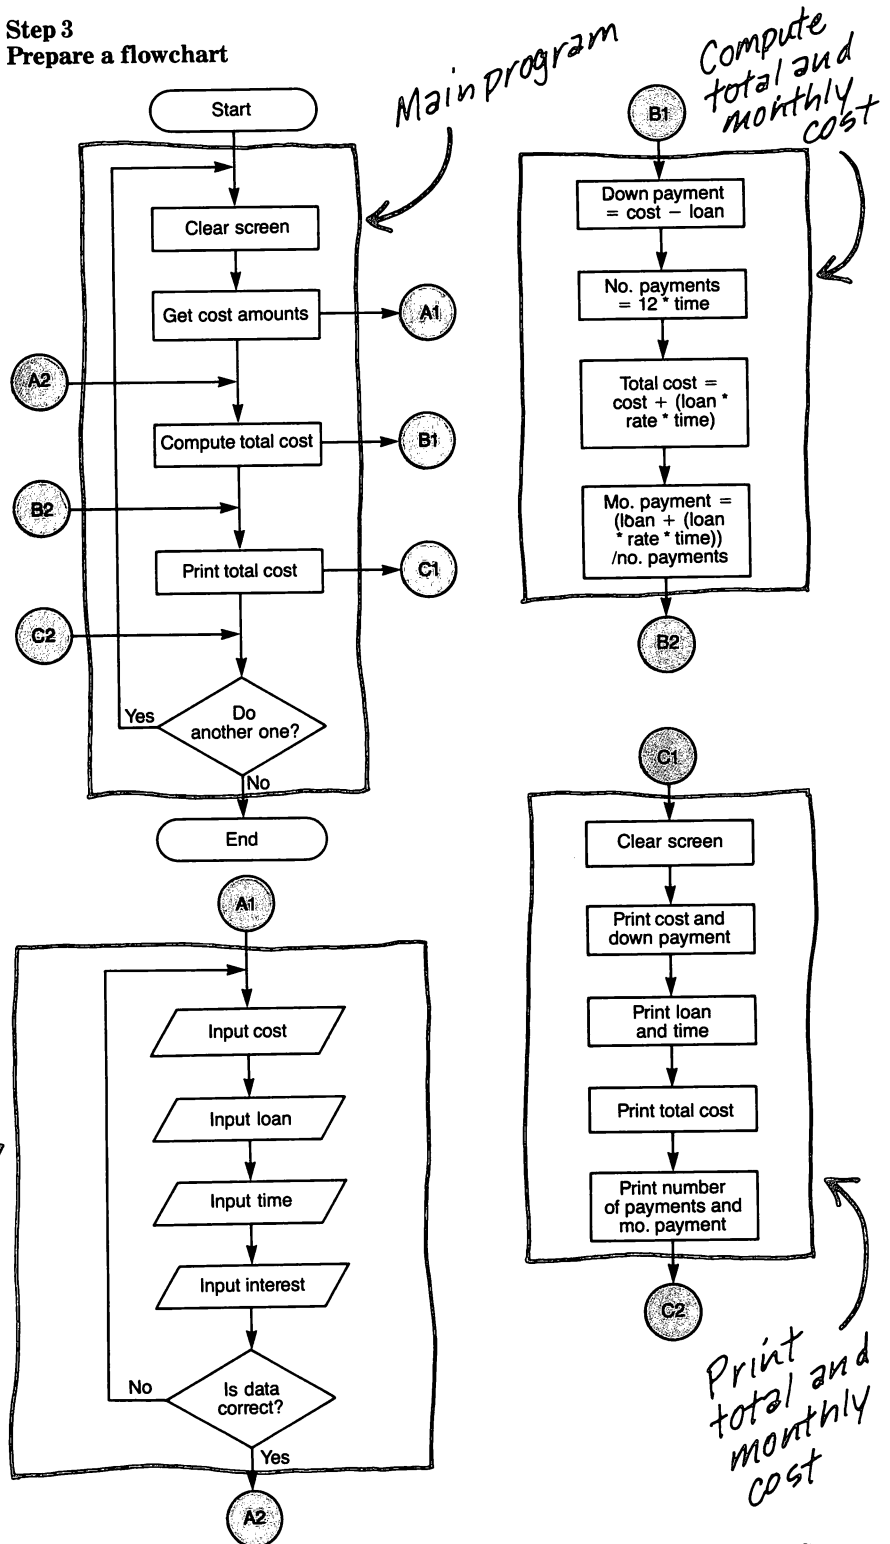 Step 3
Prepare a flowchart
Main program
Start
Clear screen
Get cost amounts
A1
A2
Compute total cost
B1
B2
Print total cost
C1
C2
Do
another one?
Yes
No
End
A1
Input cost
Input loan
Input time
Input interest
Is data
correct?
No
Yes
A2
Compute
total and
monthly
cost
B1
Down payment
= cost − loan
No. payments
= 12 * time
Total cost =
cost + (loan *
rate * time)
Mo. payment =
(loan + (loan
* rate * time))
/no. payments
B2
C1
Clear screen
Print cost and
down payment
Print loan
and time
Print total cost
Print number
of payments and
mo. payment
C2
Print
total and
monthly
cost